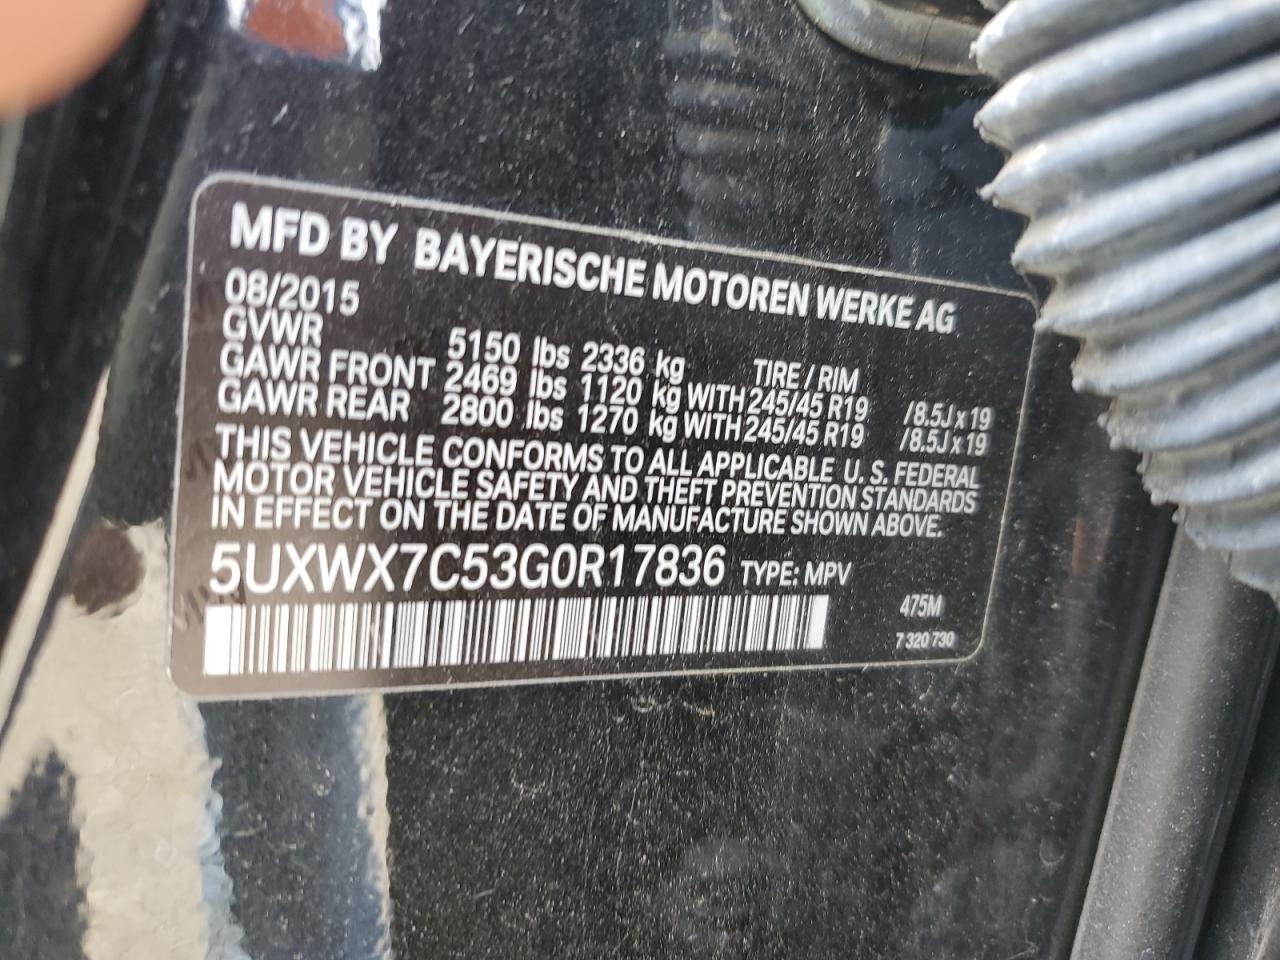 MFD BY BAYERISCHE MOTOREN WERKE AG
08/2015
GVWR 5150 lbs 2336 kg TIRE / RIM
GAWR FRONT 2469 lbs 1120 kg WITH 245/45 R19 /8.5J x 19
GAWR REAR 2800 lbs 1270 kg WITH 245/45 R19 /8.5J x 19
THIS VEHICLE CONFORMS TO ALL APPLICABLE U. S. FEDERAL
MOTOR VEHICLE SAFETY AND THEFT PREVENTION STANDARDS
IN EFFECT ON THE DATE OF MANUFACTURE SHOWN ABOVE.
5UXWX7C53G0R17836 TYPE: MPV
475M
7 320 730